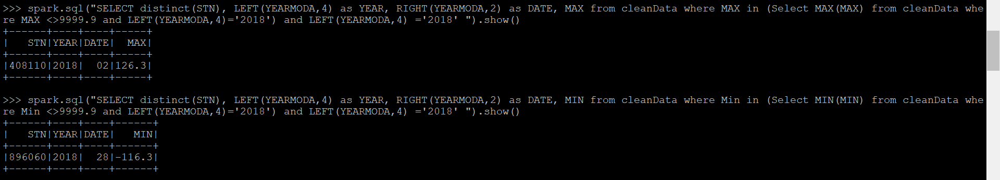 >>> spark.sql("SELECT distinct(STN), LEFT(YEARMODA,4) as YEAR, RIGHT(YEARMODA,2) as DATE, MAX from cleanData where MAX in (Select MAX(MAX) from cleanData whe
re MAX <>9999.9 and LEFT(YEARMODA,4)='2018') and LEFT(YEARMODA,4) ='2018' ").show()
+------+----+----+-----+
|   STN|YEAR|DATE|  MAX|
+------+----+----+-----+
|408110|2018|  02|126.3|
+------+----+----+-----+
>>> spark.sql("SELECT distinct(STN), LEFT(YEARMODA,4) as YEAR, RIGHT(YEARMODA,2) as DATE, MIN from cleanData where Min in (Select MIN(MIN) from cleanData whe
re Min <>9999.9 and LEFT(YEARMODA,4)='2018') and LEFT(YEARMODA,4) ='2018' ").show()
+------+----+----+------+
|   STN|YEAR|DATE|   MIN|
+------+----+----+------+
|896060|2018|  28|-116.3|
+------+----+----+------+